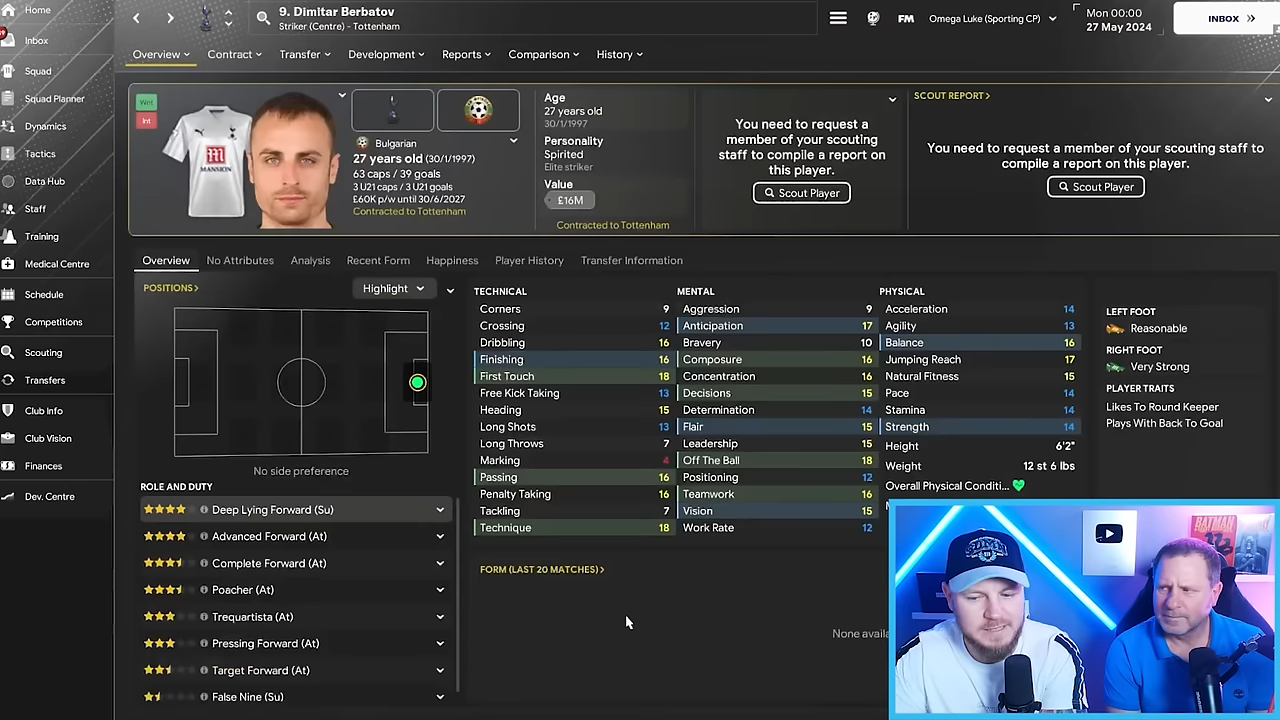 Home
Inbox
Squad
Squad Planner
Dynamics
Tactics
Data Hub
Staff
Training
Medical Centre
Schedule
Competitions
Scouting
Transfers
Club Info
Club Vision
Finances
Dev. Centre
9. Dimitar Berbatov
Striker (Centre) - Tottenham
FM
Omega Luke (Sporting CP)
Mon 00:00
27 May 2024
INBOX
Overview
Contract
Transfer
Development
Reports
Comparison
History
Wnt
Int
MANSION
Bulgarian
27 years old (30/1/1997)
63 caps / 39 goals
3 U21 caps / 3 U21 goals
£60K p/w until 30/6/2027
Contracted to Tottenham
Age
27 years old
30/1/1997
Personality
Spirited
Elite striker
Value
£16M
Contracted to Tottenham
You need to request a
member of your scouting
staff to compile a report on
this player.
Scout Player
SCOUT REPORT >
You need to request a member of your scouting staff to
compile a report on this player.
Scout Player
Overview
No Attributes
Analysis
Recent Form
Happiness
Player History
Transfer Information
POSITIONS >
Highlight
No side preference
ROLE AND DUTY
Deep Lying Forward (Su)
Advanced Forward (At)
Complete Forward (At)
Poacher (At)
Trequartista (At)
Pressing Forward (At)
Target Forward (At)
False Nine (Su)
TECHNICAL
Corners 9
Crossing 12
Dribbling 16
Finishing 16
First Touch 18
Free Kick Taking 13
Heading 15
Long Shots 13
Long Throws 7
Marking 4
Passing 16
Penalty Taking 16
Tackling 7
Technique 18
MENTAL
Aggression 9
Anticipation 17
Bravery 10
Composure 16
Concentration 16
Decisions 15
Determination 14
Flair 15
Leadership 15
Off The Ball 18
Positioning 12
Teamwork 16
Vision 15
Work Rate 12
PHYSICAL
Acceleration 14
Agility 13
Balance 16
Jumping Reach 17
Natural Fitness 15
Pace 14
Stamina 14
Strength 14
Height 6'2"
Weight 12 st 6 lbs
Overall Physical Conditi...
LEFT FOOT
Reasonable
RIGHT FOOT
Very Strong
PLAYER TRAITS
Likes To Round Keeper
Plays With Back To Goal
FORM (LAST 20 MATCHES) >
None availa
BATMAN